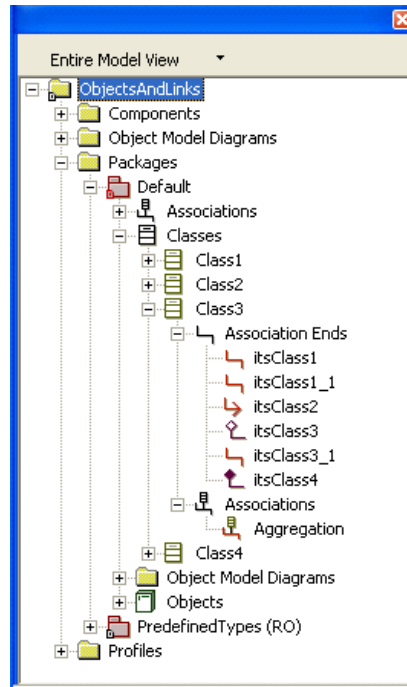 Entire Model View
ObjectsAndLinks
Components
Object Model Diagrams
Packages
Default
Associations
Classes
Class1
Class2
Class3
Association Ends
itsClass1
itsClass1_1
itsClass2
itsClass3
itsClass3_1
itsClass4
Associations
Aggregation
Class4
Object Model Diagrams
Objects
PredefinedTypes (RO)
Profiles